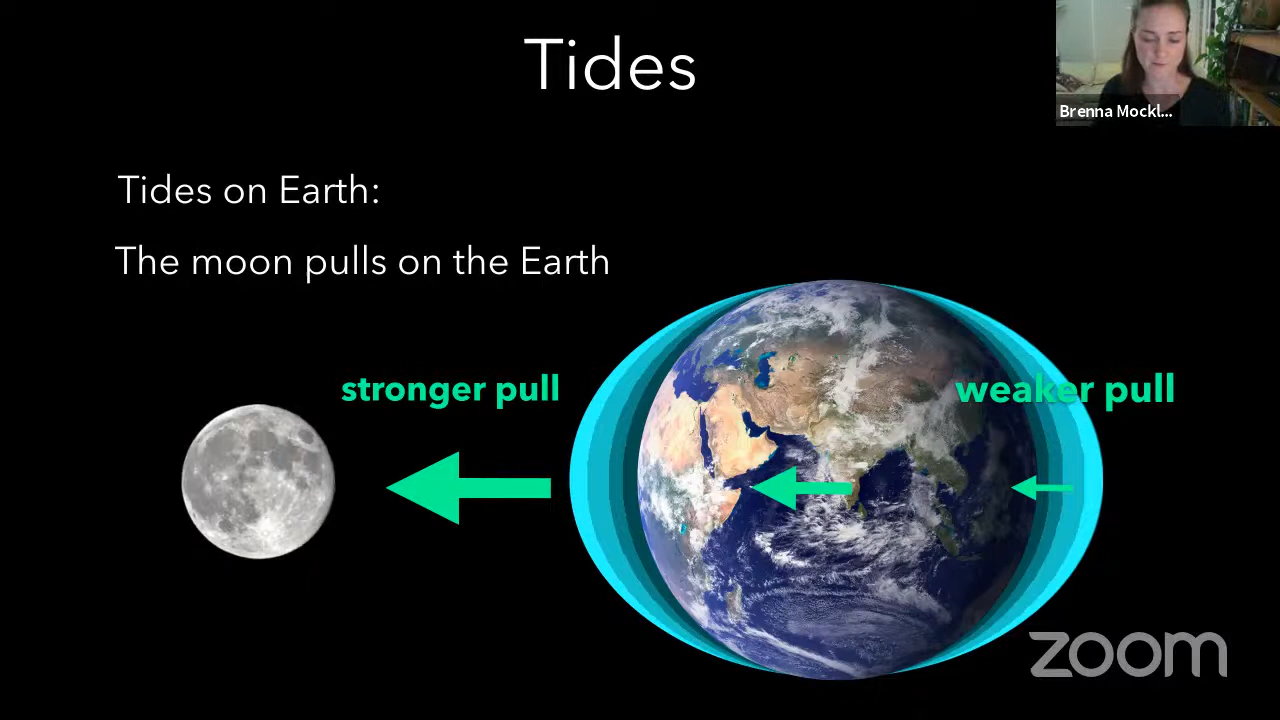 Tides
Brenna Mockl...
Tides on Earth:
The moon pulls on the Earth
stronger pull
weaker pull
zoom